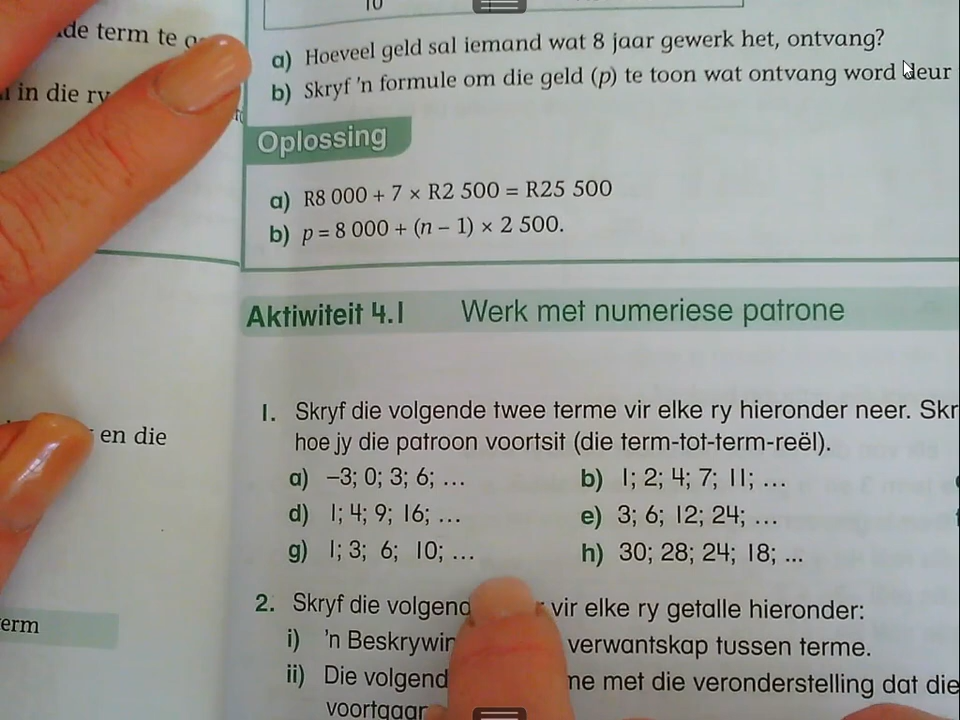 10
de term te
in die ry
a) Hoeveel geld sal iemand wat 8 jaar gewerk het, ontvang?
b) Skryf 'n formule om die geld (p) te toon wat ontvang word deur
Oplossing
a) R8 000 + 7 × R2 500 = R25 500
b) p = 8 000 + (n – 1) × 2 500.
Aktiwiteit 4.1 Werk met numeriese patrone
1. Skryf die volgende twee terme vir elke ry hieronder neer. Skr
hoe jy die patroon voortsit (die term-tot-term-reël).
en die
a) –3; 0; 3; 6; ... b) 1; 2; 4; 7; 11; ...
d) 1; 4; 9; 16; ... e) 3; 6; 12; 24; ...
g) 1; 3; 6; 10; ... h) 30; 28; 24; 18; ...
2. Skryf die volgend vir elke ry getalle hieronder:
erm
i) 'n Beskrywin verwantskap tussen terme.
ii) Die volgend me met die veronderstelling dat die
voortgaar